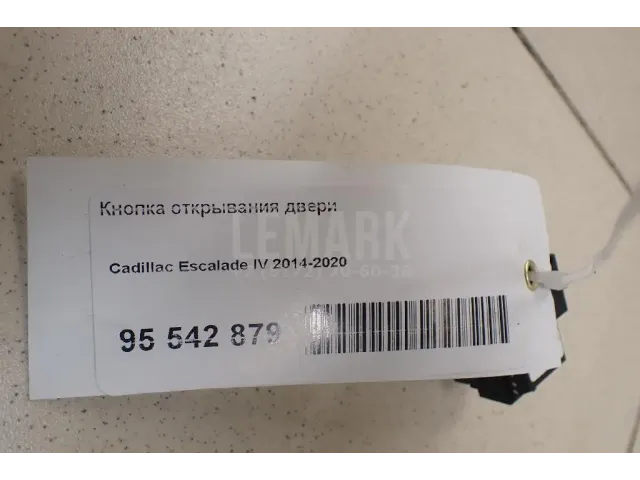 Кнопка открывания двери
LEMARK
Cadillac Escalade IV 2014-2020
95 542 879